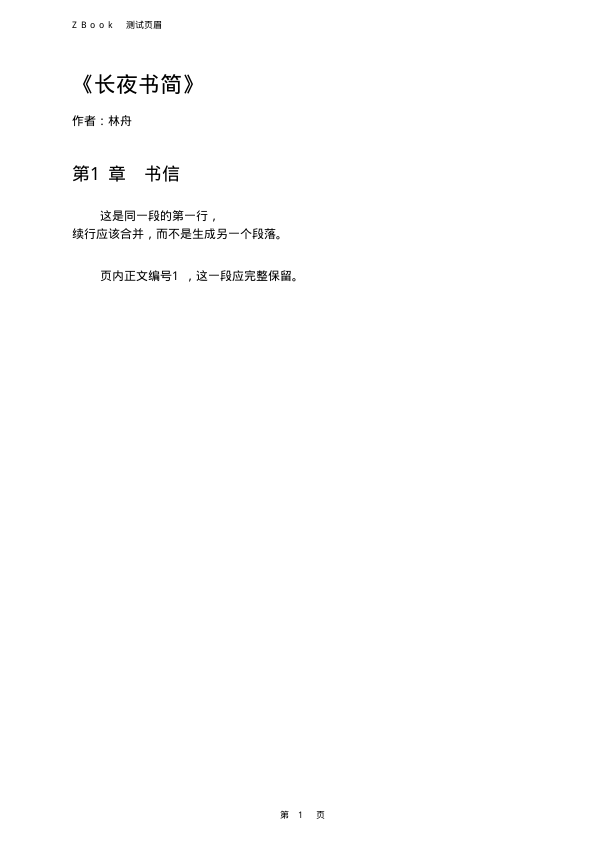 ZBook 测试页眉
《长夜书简》
作者：林舟
第1 章 书信
这是同一段的第一行，
续行应该合并，而不是生成另一个段落。
页内正文编号1 ，这一段应完整保留。
第 1 页